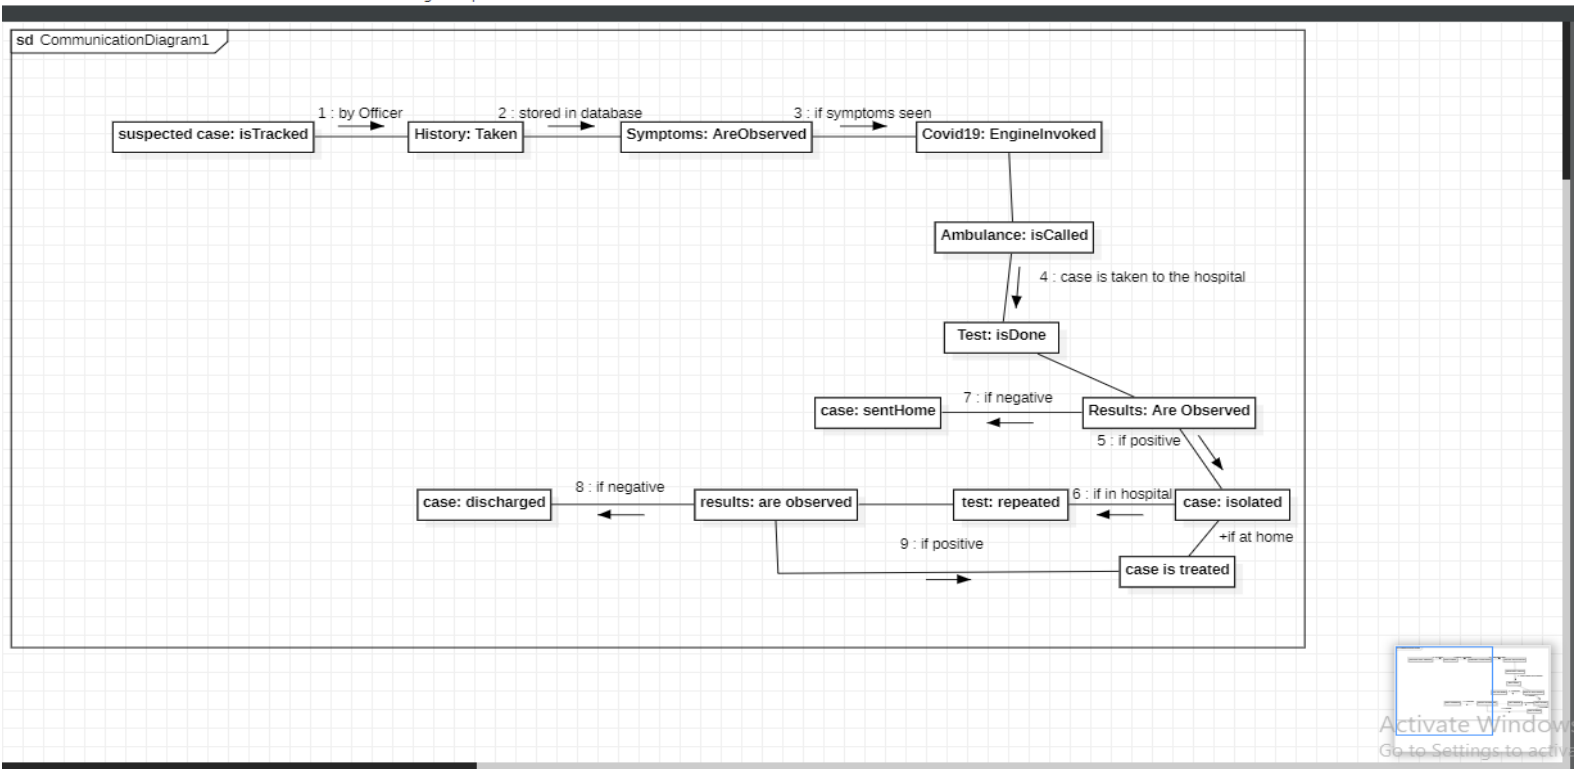 sd CommunicationDiagram1
1 : by Officer
2 : stored in database
3 : if symptoms seen
suspected case: isTracked
History: Taken
Symptoms: AreObserved
Covid19: EngineInvoked
Ambulance: isCalled
4 : case is taken to the hospital
Test: isDone
7 : if negative
case: sentHome
Results: Are Observed
5 : if positive
8 : if negative
6 : if in hospital
case: discharged
results: are observed
test: repeated
case: isolated
9 : if positive
+if at home
case is treated
Activate Windows
Go to Settings to activa